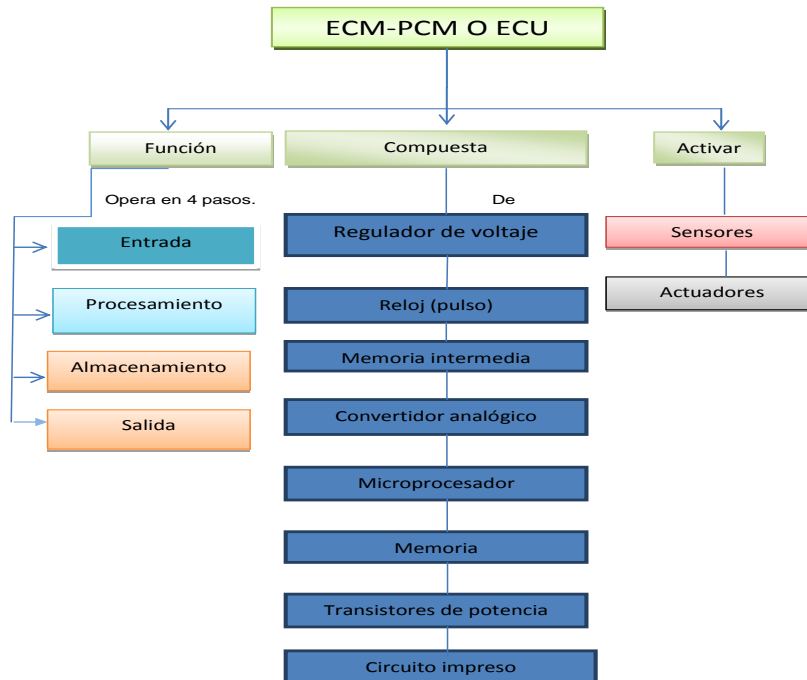 ECM-PCM O ECU
Función
Compuesta
Activar
Opera en 4 pasos.
De
Entrada
Procesamiento
Almacenamiento
Salida
Regulador de voltaje
Reloj (pulso)
Memoria intermedia
Convertidor analógico
Microprocesador
Memoria
Transistores de potencia
Circuito impreso
Sensores
Actuadores